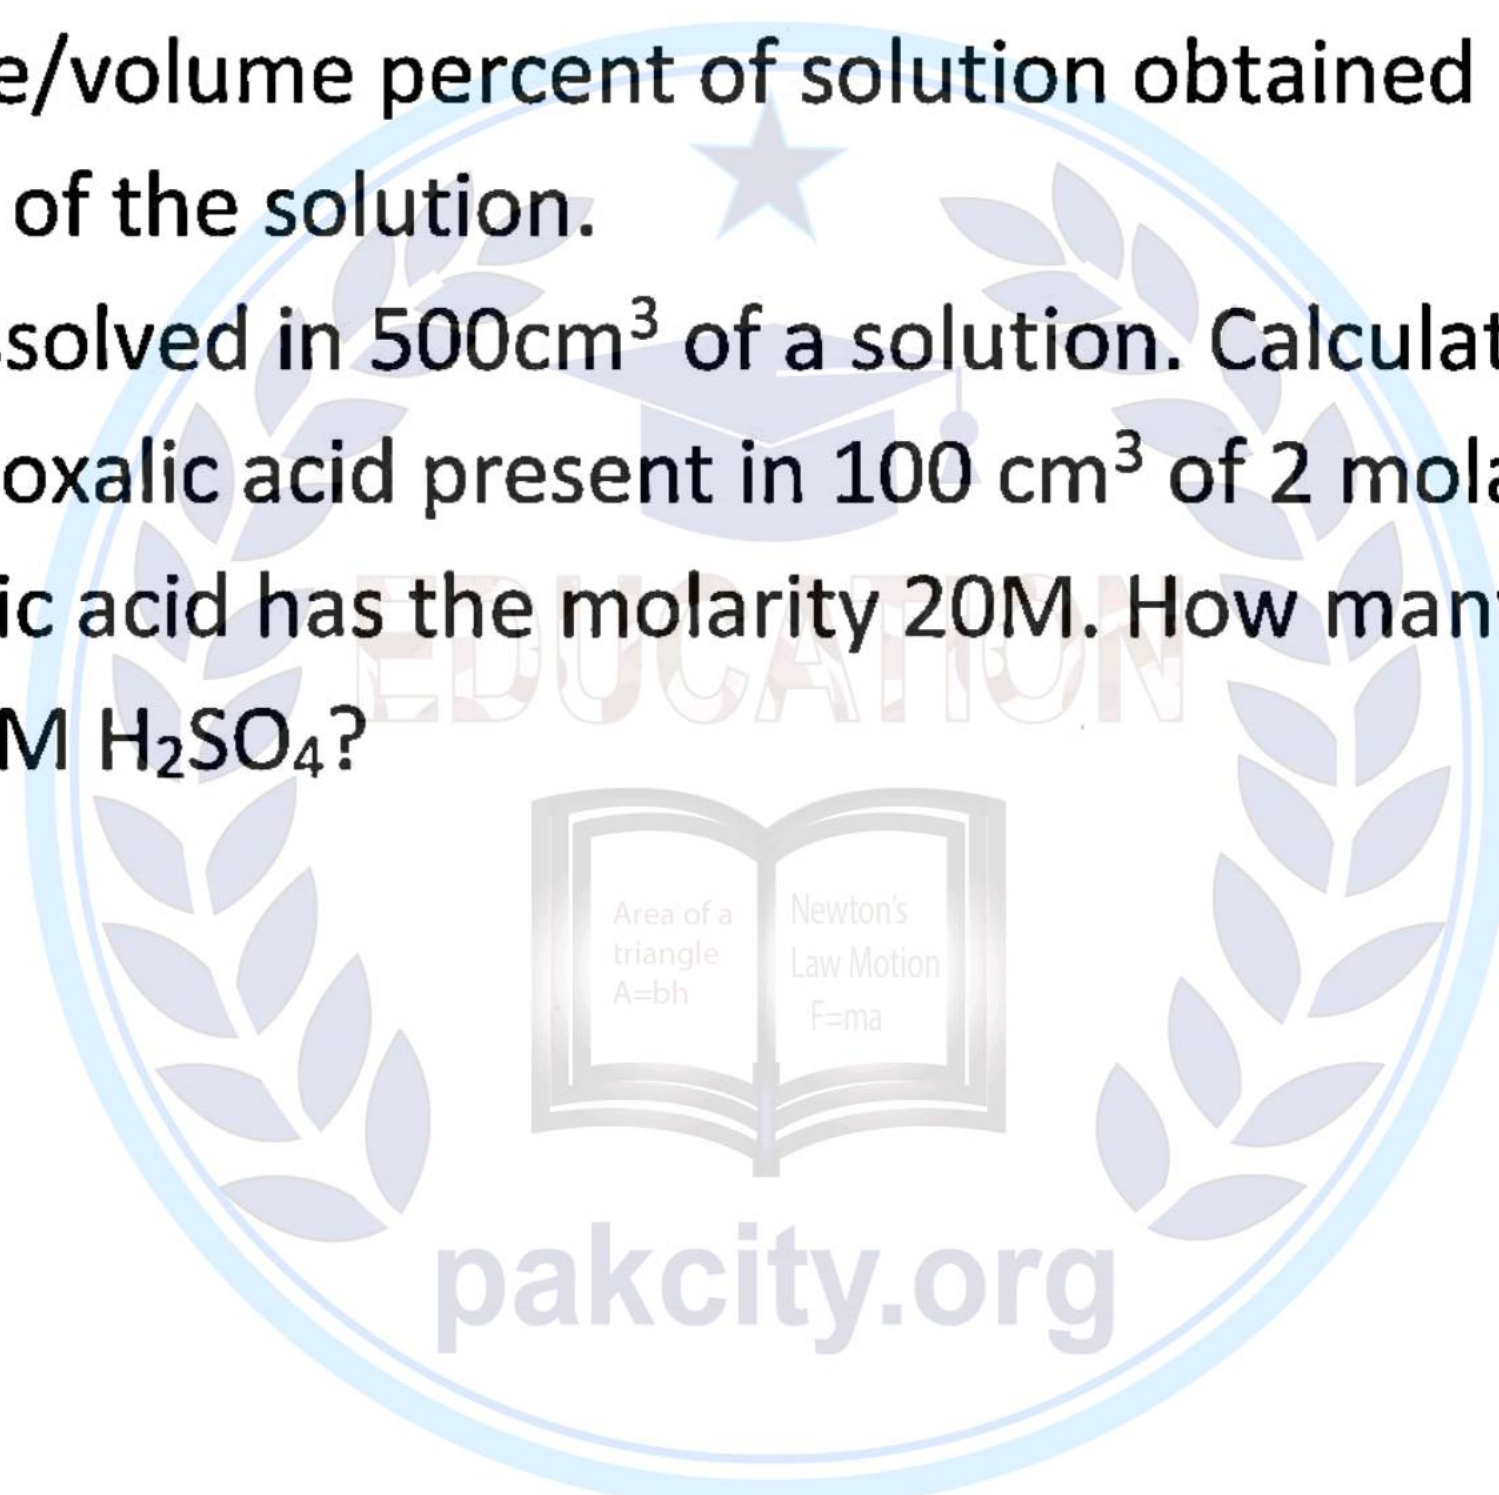 e/volume percent of solution obtained
of the solution.
solved in 500cm³ of a solution. Calculat
oxalic acid present in 100 cm³ of 2 mola
ic acid has the molarity 20M. How many
M H₂SO₄?
EDUCATION
Area of a
triangle
A=bh
Newton's
Law Motion
F=ma
pakcity.org